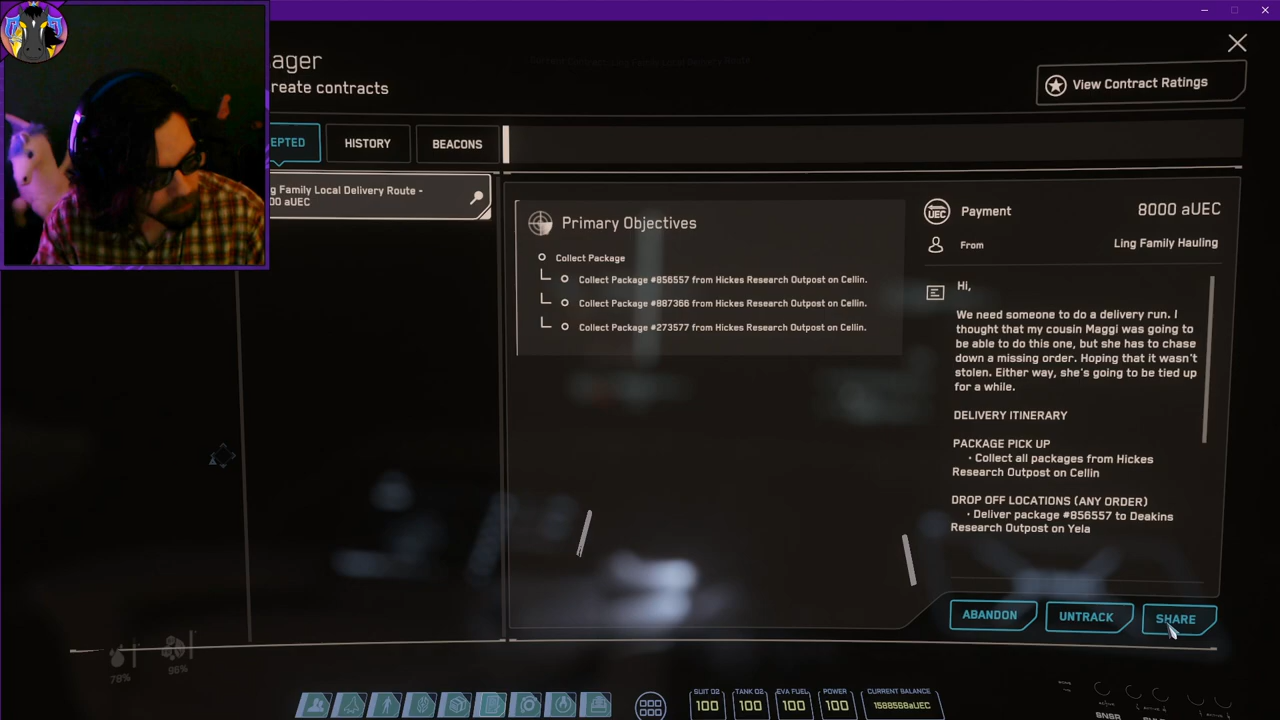 ager
reate contracts
View Contract Ratings
EPTED
HISTORY
BEACONS
g Family Local Delivery Route -
00 aUEC
Primary Objectives
Collect Package
Collect Package #856557 from Hickes Research Outpost on Cellin.
Collect Package #887366 from Hickes Research Outpost on Cellin.
Collect Package #273577 from Hickes Research Outpost on Cellin.
UEC
Payment
8000 aUEC
From
Ling Family Hauling
Hi,
We need someone to do a delivery run. I
thought that my cousin Maggi was going to
be able to do this one, but she has to chase
down a missing order. Hoping that it wasn't
stolen. Either way, she's going to be tied up
for a while.
DELIVERY ITINERARY
PACKAGE PICK UP
· Collect all packages from Hickes
Research Outpost on Cellin
DROP OFF LOCATIONS (ANY ORDER)
· Deliver package #856557 to Deakins
Research Outpost on Yela
ABANDON
UNTRACK
SHARE
78%
96%
SUIT O2
100
TANK O2
100
EVA FUEL
100
POWER
100
CURRENT BALANCE
1588568aUEC